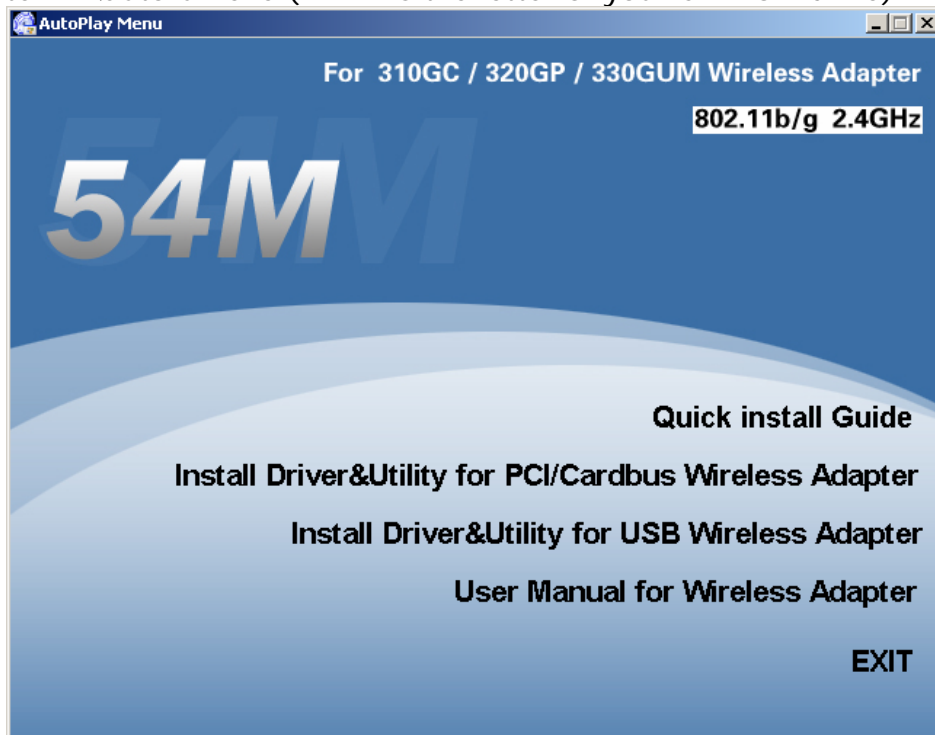 AutoPlay Menu
For 310GC / 320GP / 330GUM Wireless Adapter
802.11b/g 2.4GHz
54M
Quick install Guide
Install Driver&Utility for PCI/Cardbus Wireless Adapter
Install Driver&Utility for USB Wireless Adapter
User Manual for Wireless Adapter
EXIT